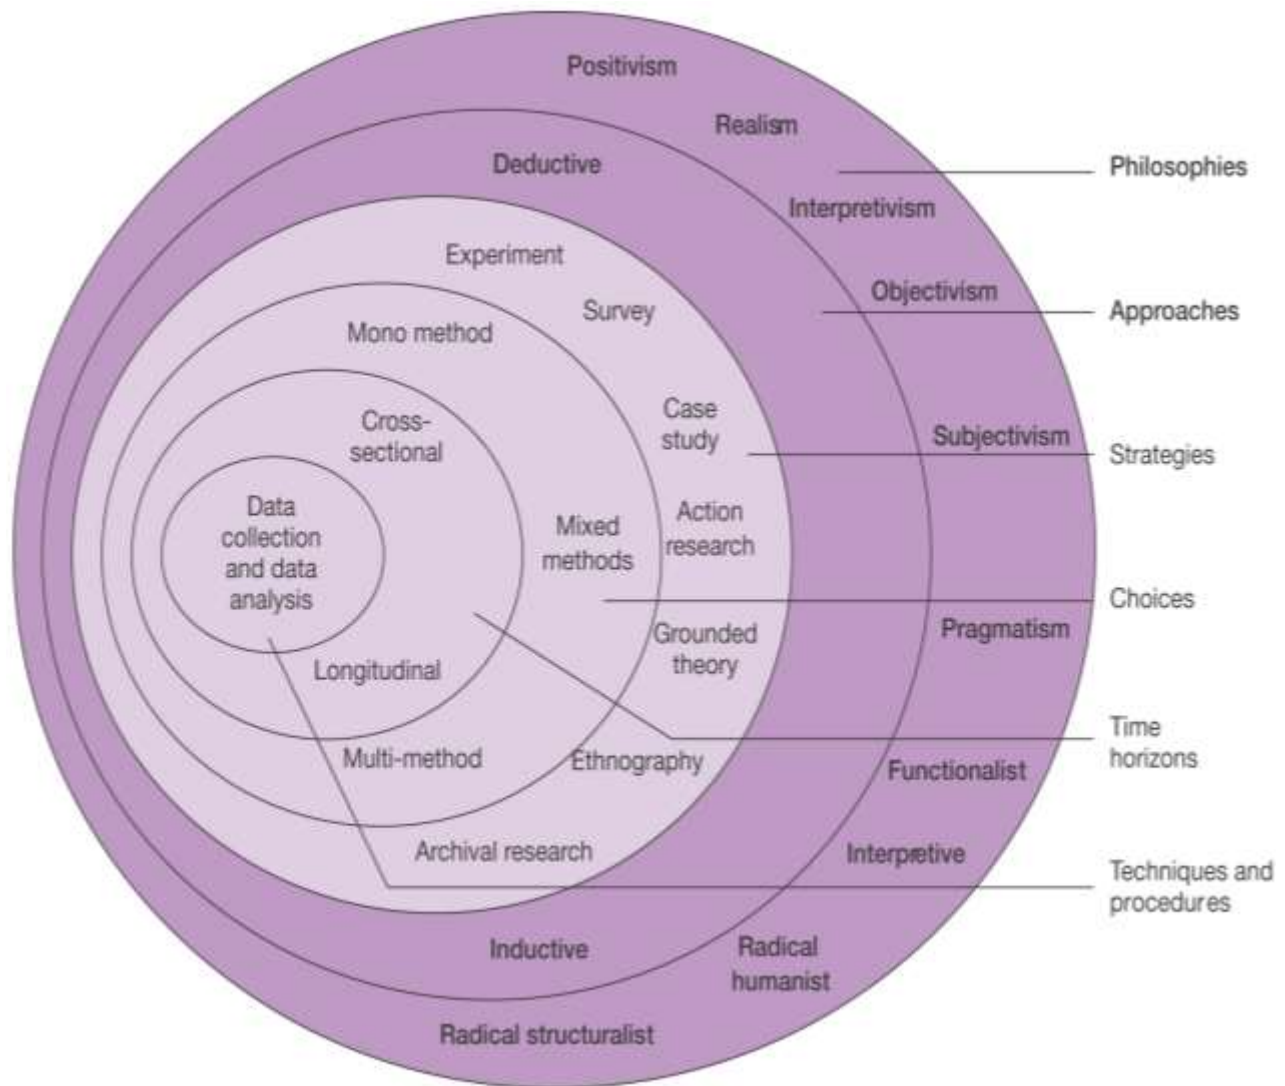 Positivism
Realism
Philosophies
Deductive
Interpretivism
Experiment
Objectivism
Survey
Approaches
Mono method
Case
study
Cross-
sectional
Subjectivism
Strategies
Data
collection
and data
analysis
Mixed
methods
Action
research
Choices
Pragmatism
Grounded
theory
Longitudinal
Time
horizons
Multi-method
Ethnography
Functionalist
Archival research
Interpretive
Techniques and
procedures
Inductive
Radical
humanist
Radical structuralist